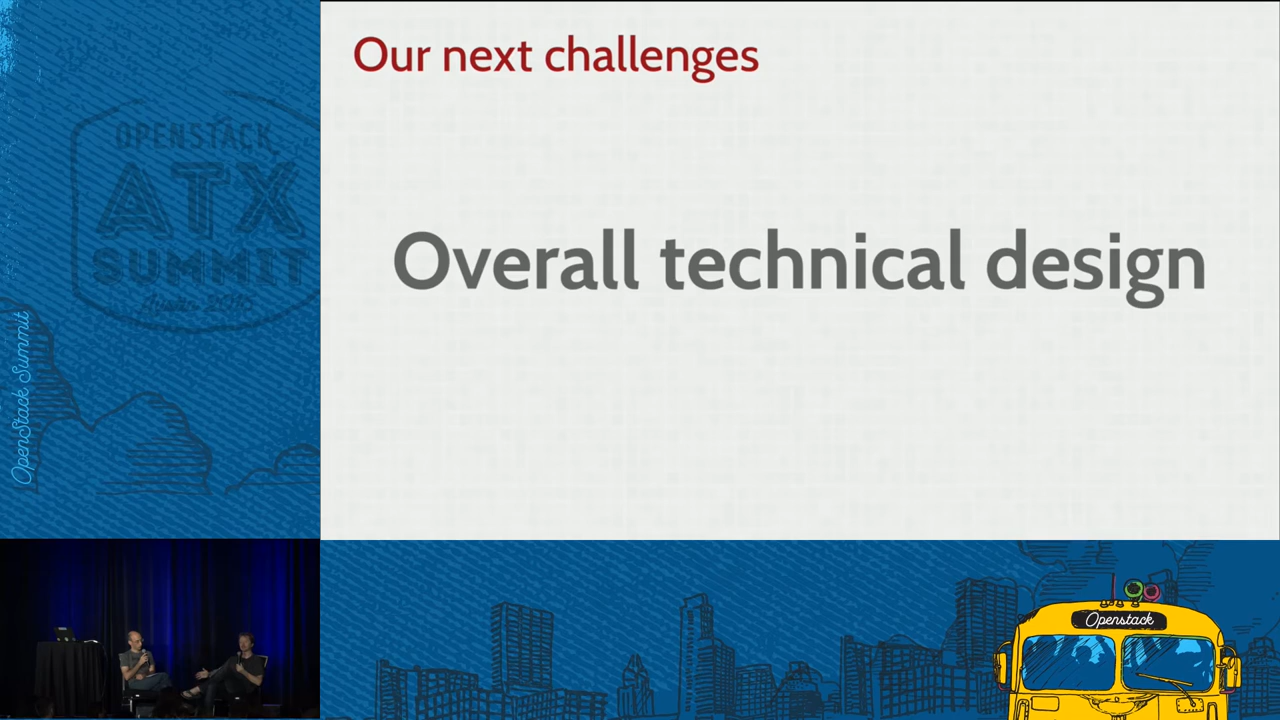 Our next challenges
Overall technical design
OPENSTACK
ATX
SUMMIT
Austin 2016
OpenStack Summit
Openstack